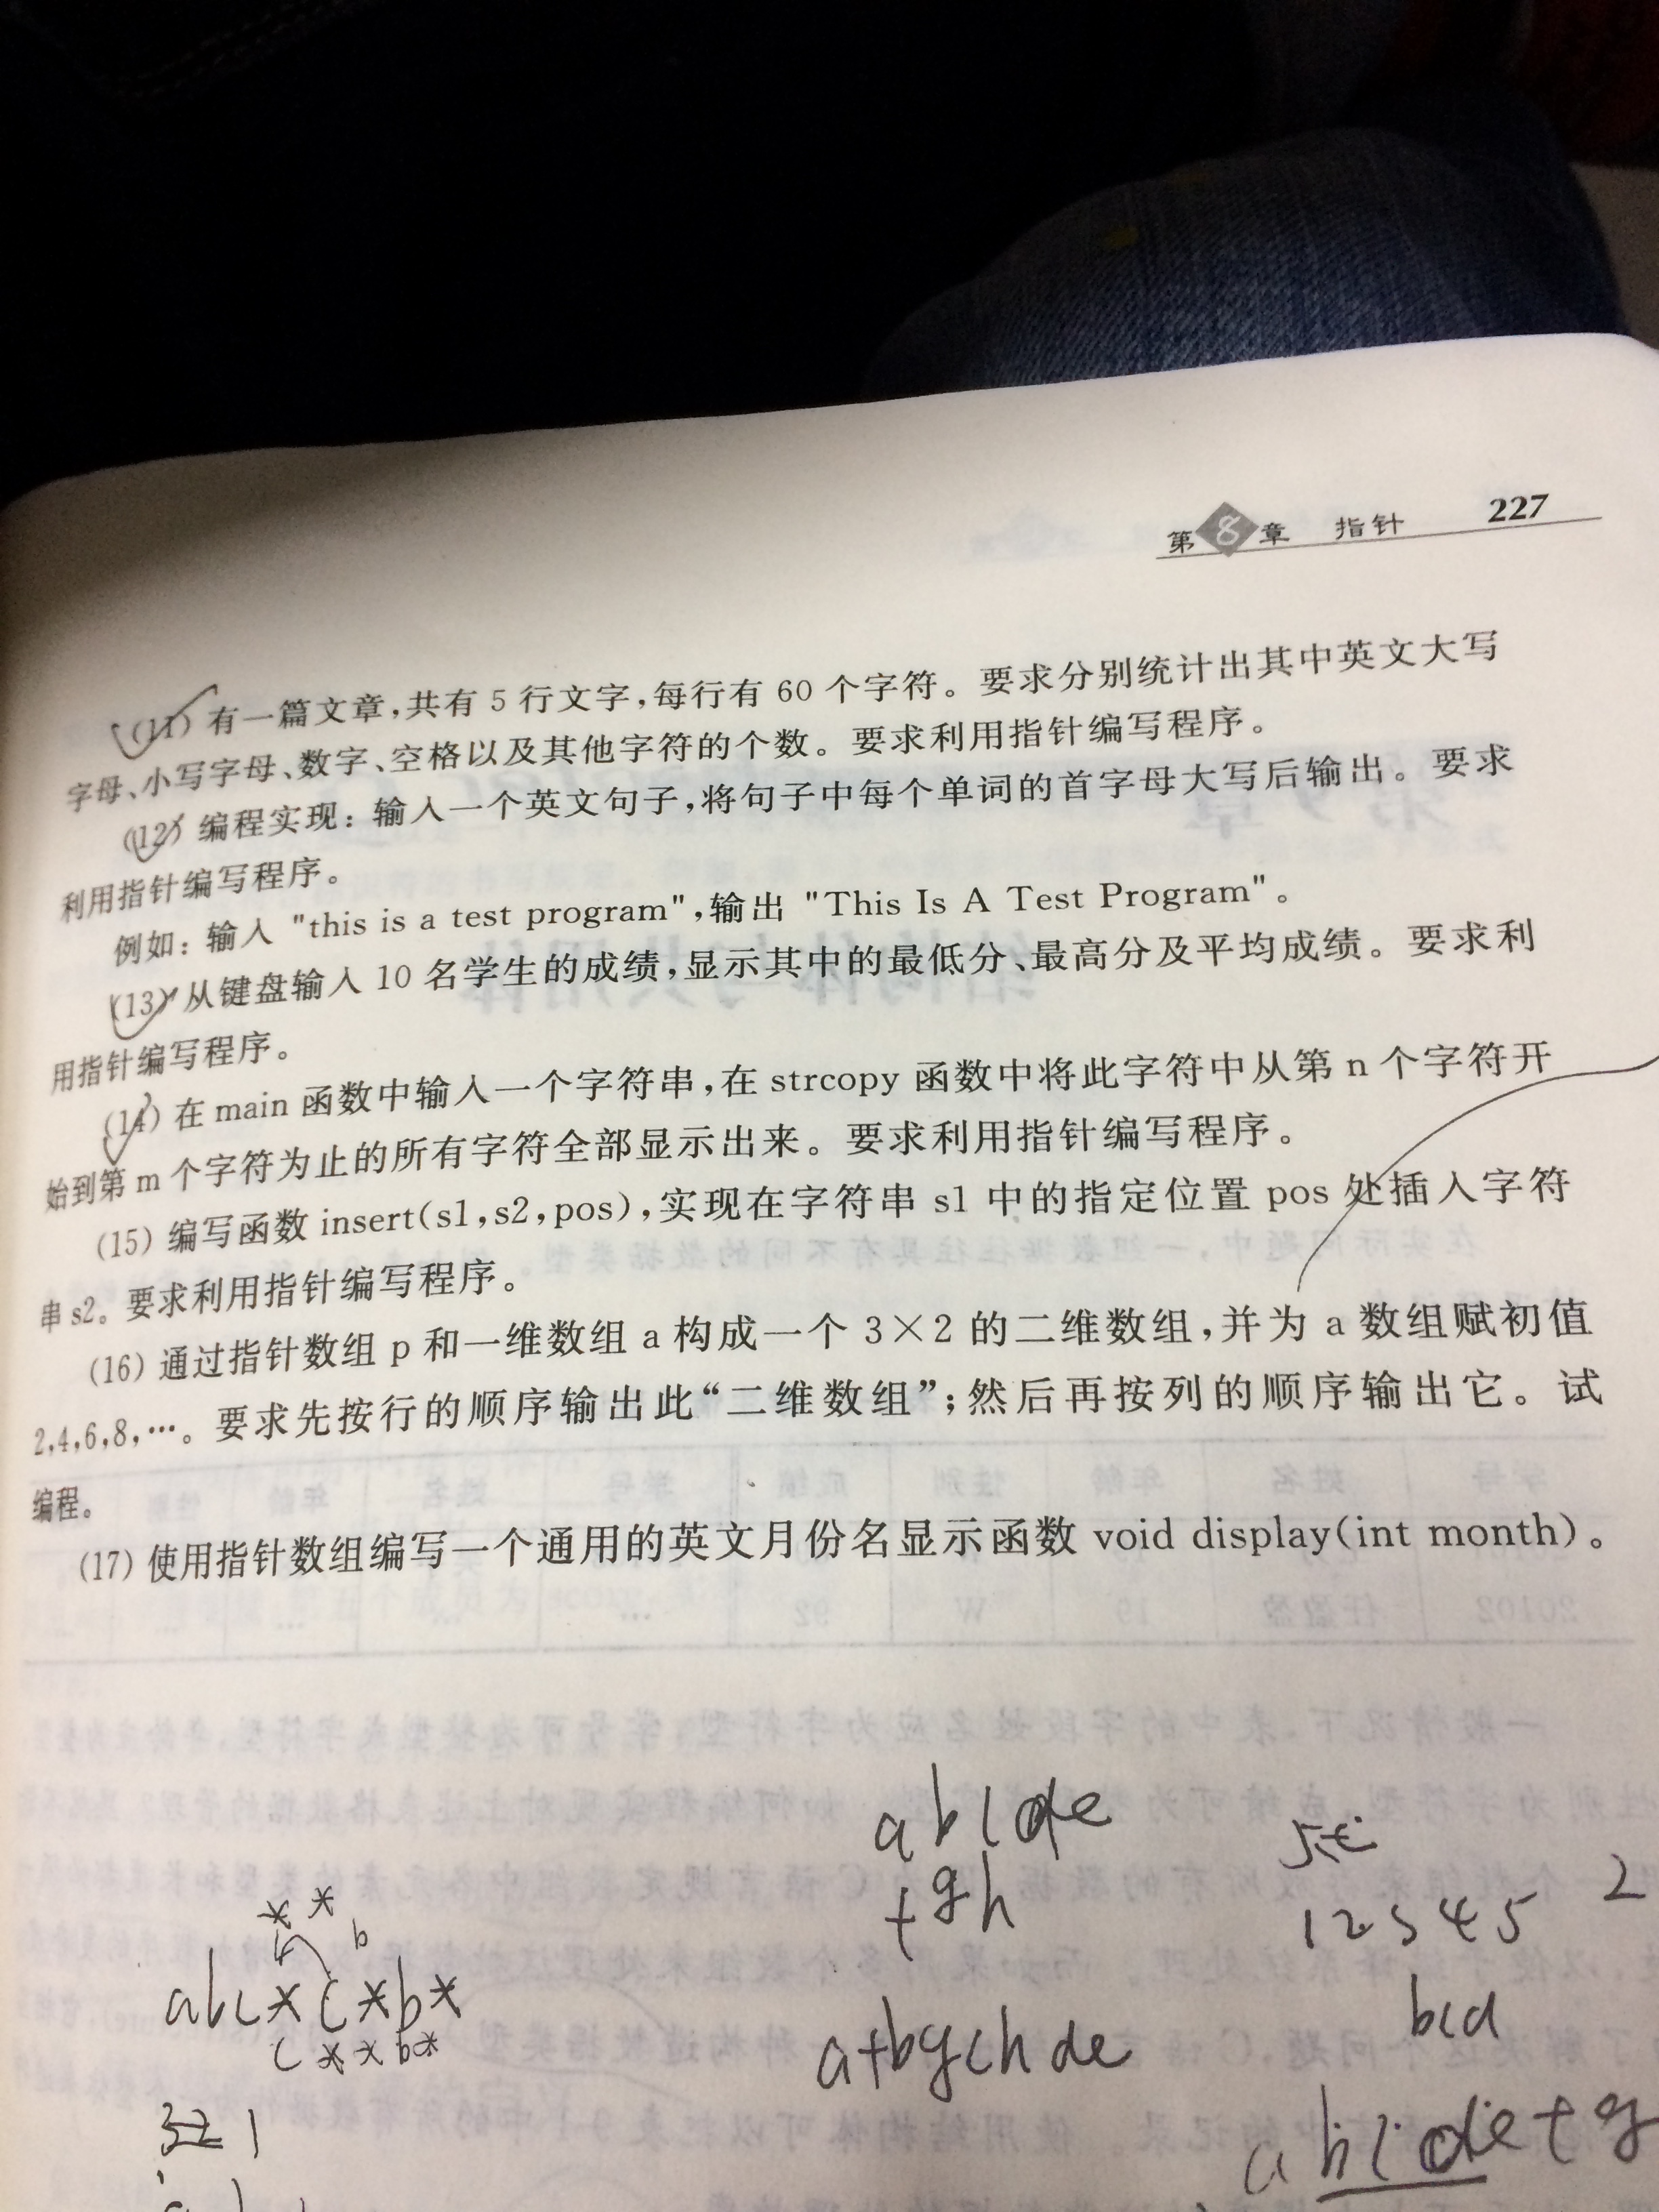 第8章 指针 227
(11) 有一篇文章,共有 5 行文字,每行有 60 个字符。要求分别统计出其中英文大写
字母、小写字母、数字、空格以及其他字符的个数。要求利用指针编写程序。
(12) 编程实现：输入一个英文句子,将句子中每个单词的首字母大写后输出。要求
利用指针编写程序。
例如：输入 "this is a test program",输出 "This Is A Test Program"。
(13) 从键盘输入 10 名学生的成绩,显示其中的最低分、最高分及平均成绩。要求利
用指针编写程序。
(14) 在 main 函数中输入一个字符串,在 strcopy 函数中将此字符中从第 n 个字符开
始到第 m 个字符为止的所有字符全部显示出来。要求利用指针编写程序。
(15) 编写函数 insert(s1,s2,pos),实现在字符串 s1 中的指定位置 pos 处插入字符
串 s2。要求利用指针编写程序。
(16) 通过指针数组 p 和一维数组 a 构成一个 3×2 的二维数组,并为 a 数组赋初值
2,4,6,8,…。要求先按行的顺序输出此“二维数组”;然后再按列的顺序输出它。试
编程。
(17) 使用指针数组编写一个通用的英文月份名显示函数 void display(int month)。
* *
b
abc*c*b*
c**b*
gh
12345 2